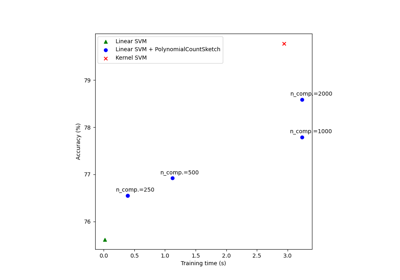 Linear SVM
Linear SVM + PolynomialCountSketch
Kernel SVM
n_comp.=2000
n_comp.=1000
n_comp.=500
n_comp.=250
79
78
77
76
Accuracy (%)
0.0 0.5 1.0 1.5 2.0 2.5 3.0
Training time (s)